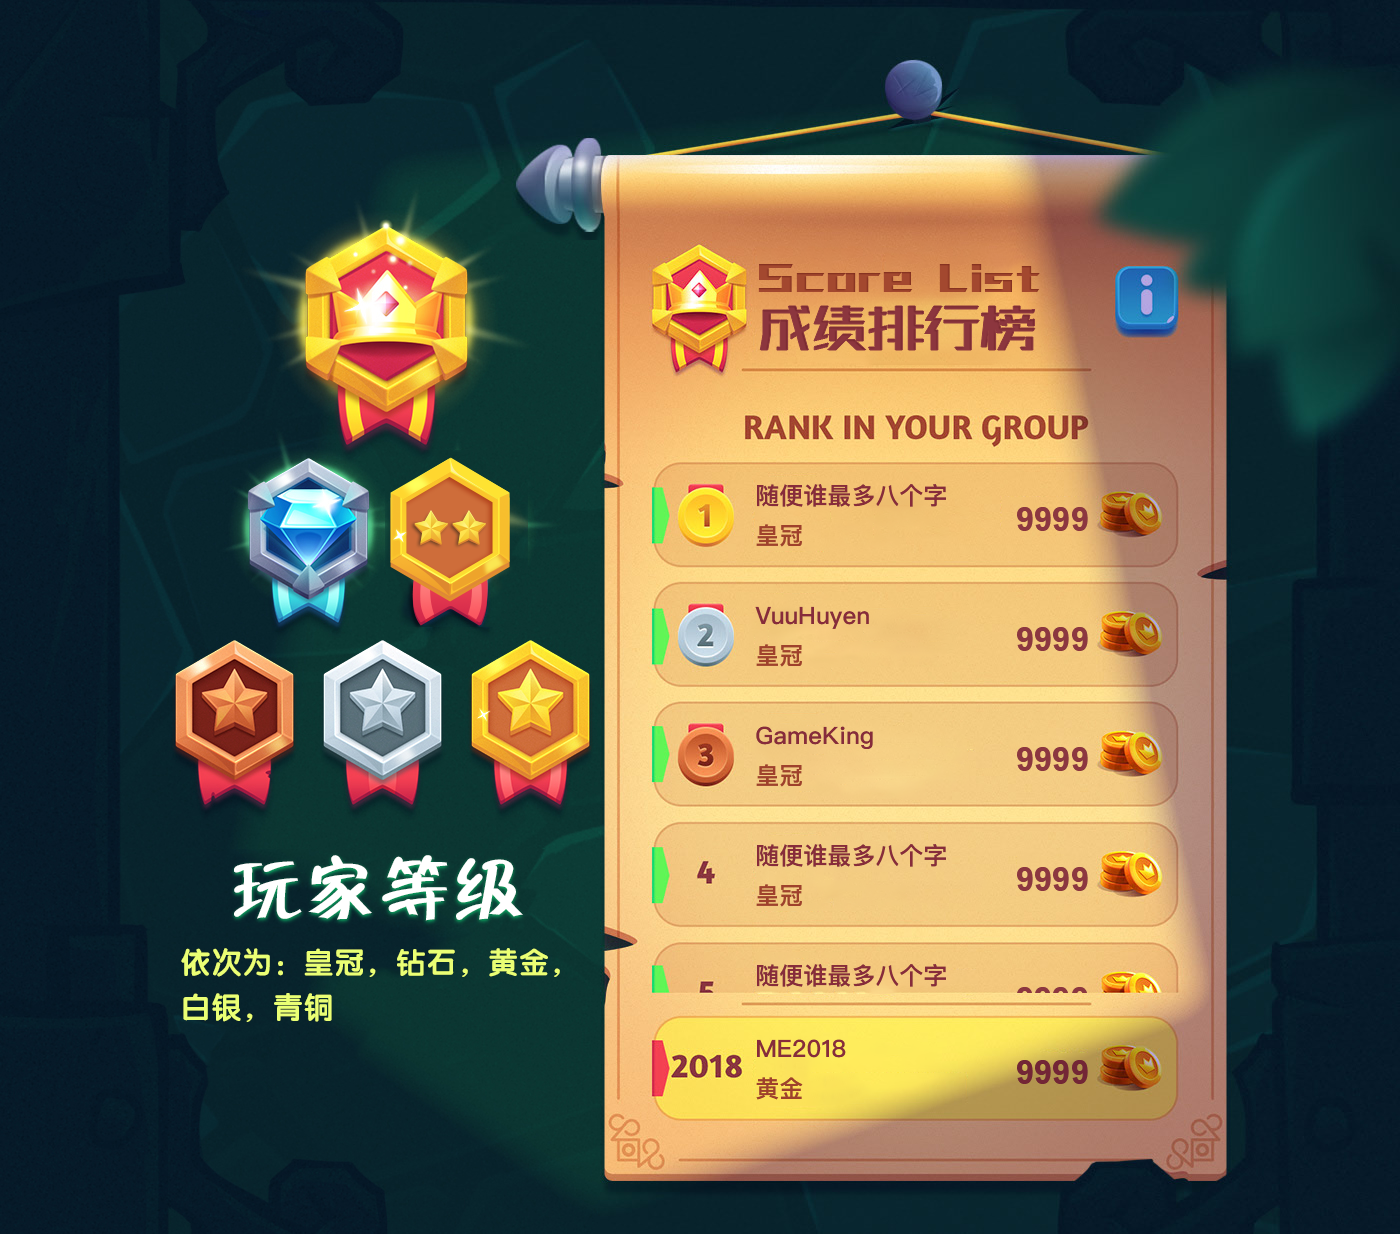 玩家等级
依次为：皇冠，钻石，黄金，
白银，青铜
Score List
成绩排行榜
RANK IN YOUR GROUP
1
随便谁最多八个字
皇冠
9999
2
VuuHuyen
皇冠
9999
3
GameKing
皇冠
9999
4
随便谁最多八个字
皇冠
9999
5
随便谁最多八个字
9999
2018
ME2018
黄金
9999